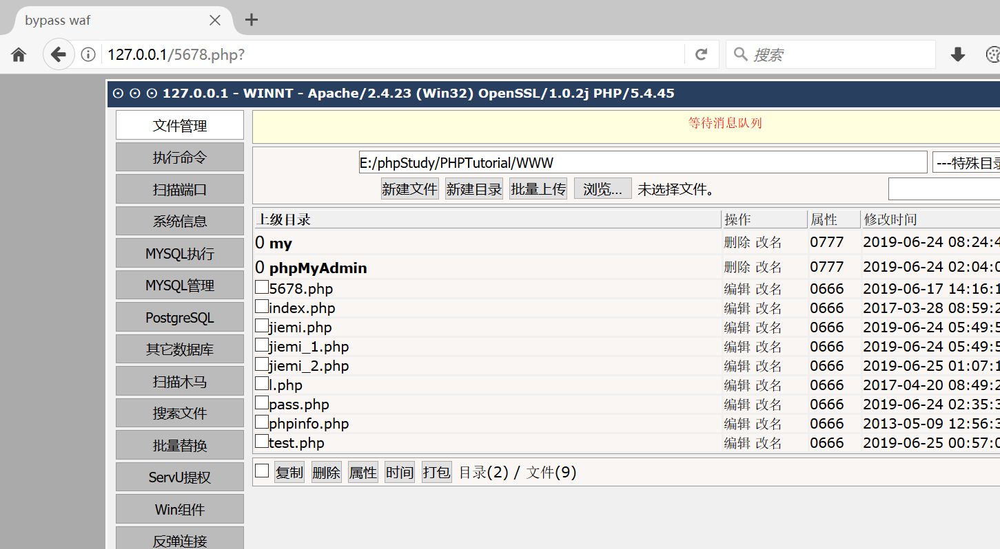 bypass waf
127.0.0.1/5678.php?
搜索
127.0.0.1 - WINNT - Apache/2.4.23 (Win32) OpenSSL/1.0.2j PHP/5.4.45
文件管理
执行命令
扫描端口
系统信息
MYSQL执行
MYSQL管理
PostgreSQL
其它数据库
扫描木马
搜索文件
批量替换
ServU提权
Win组件
反弹连接
等待消息队列
E:/phpStudy/PHPTutorial/WWW ---特殊目录
新建文件 新建目录 批量上传 浏览... 未选择文件。
上级目录 操作 属性 修改时间
0 my 删除 改名 0777 2019-06-24 08:24:4
0 phpMyAdmin 删除 改名 0777 2019-06-24 02:04:0
5678.php 编辑 改名 0666 2019-06-17 14:16:1
index.php 编辑 改名 0666 2017-03-28 08:59:2
jiemi.php 编辑 改名 0666 2019-06-24 05:49:5
jiemi_1.php 编辑 改名 0666 2019-06-24 05:49:5
jiemi_2.php 编辑 改名 0666 2019-06-25 01:07:1
l.php 编辑 改名 0666 2017-04-20 08:49:2
pass.php 编辑 改名 0666 2019-06-24 02:35:3
phpinfo.php 编辑 改名 0666 2013-05-09 12:56:3
test.php 编辑 改名 0666 2019-06-25 00:57:0
复制 删除 属性 时间 打包 目录(2) / 文件(9)